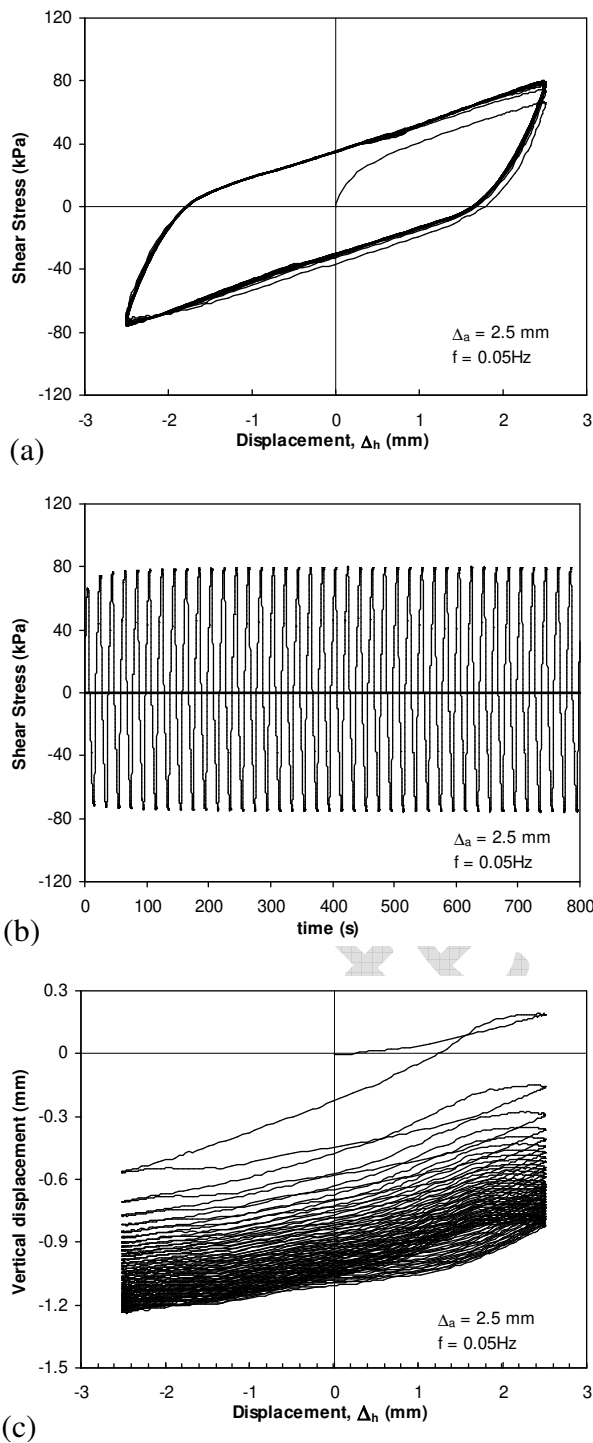 120
80
40
0
-40
-80
-120
Shear Stress (kPa)
Δa = 2.5 mm
f = 0.05Hz
-3 -2 -1 0 1 2 3
Displacement, Δh (mm)
(a)
120
80
40
0
-40
-80
-120
Shear Stress (kPa)
Δa = 2.5 mm
f = 0.05Hz
0 100 200 300 400 500 600 700 800
time (s)
(b)
0.3
0
-0.3
-0.6
-0.9
-1.2
-1.5
Vertical displacement (mm)
Δa = 2.5 mm
f = 0.05Hz
-3 -2 -1 0 1 2 3
Displacement, Δh (mm)
(c)